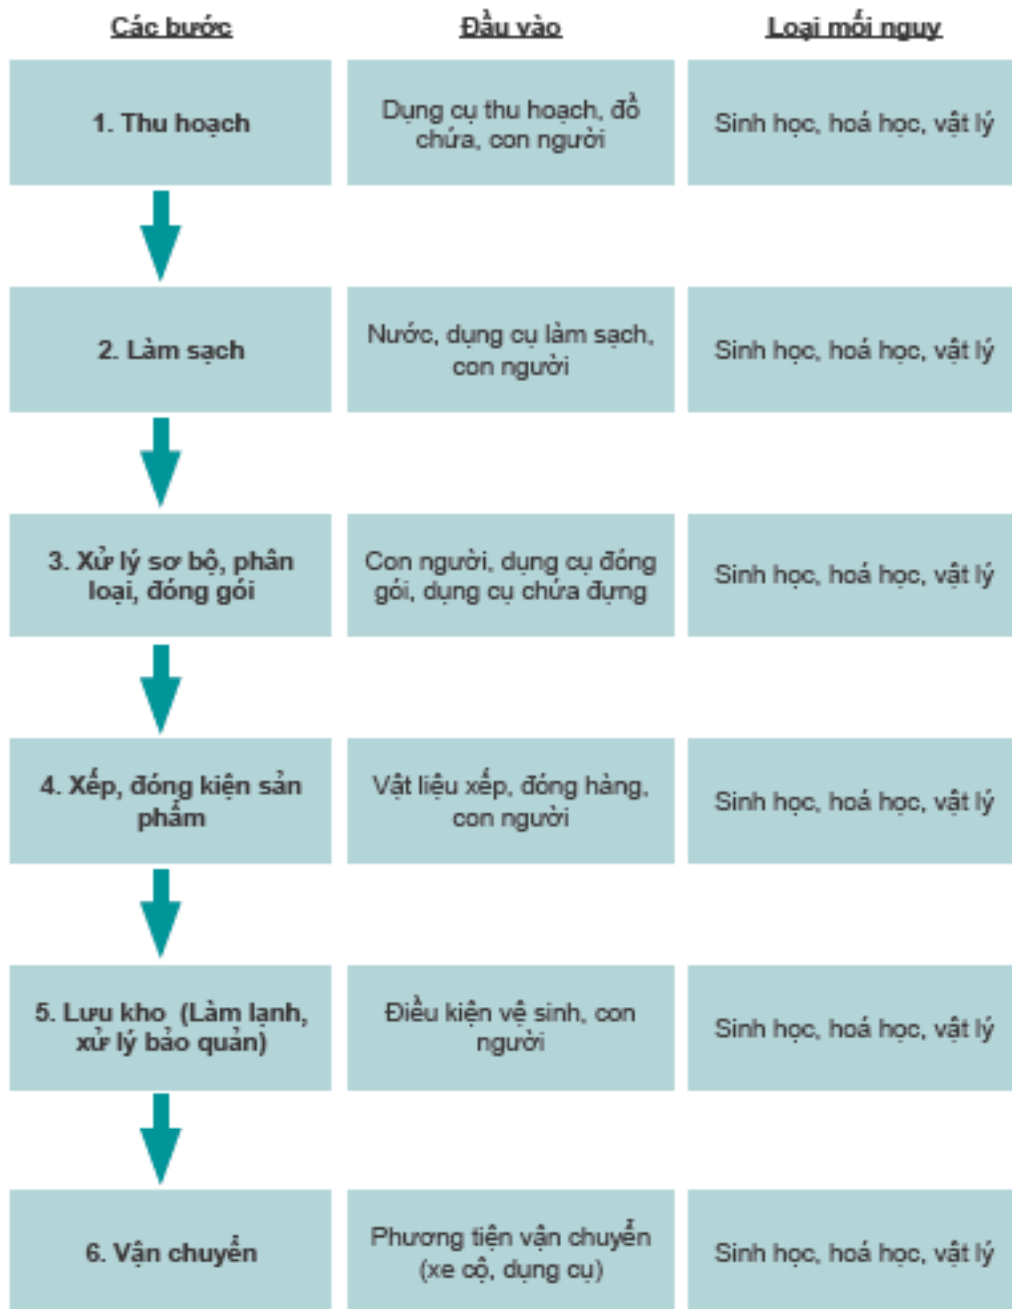 Các bước
Đầu vào
Loại mối nguy
1. Thu hoạch
Dụng cụ thu hoạch, đồ
chứa, con người
Sinh học, hoá học, vật lý
2. Làm sạch
Nước, dụng cụ làm sạch,
con người
Sinh học, hoá học, vật lý
3. Xử lý sơ bộ, phân
loại, đóng gói
Con người, dụng cụ đóng
gói, dụng cụ chứa đựng
Sinh học, hoá học, vật lý
4. Xếp, đóng kiện sản
phẩm
Vật liệu xếp, đóng hàng,
con người
Sinh học, hoá học, vật lý
5. Lưu kho (Làm lạnh,
xử lý bảo quản)
Điều kiện vệ sinh, con
người
Sinh học, hoá học, vật lý
6. Vận chuyển
Phương tiện vận chuyển
(xe cộ, dụng cụ)
Sinh học, hoá học, vật lý